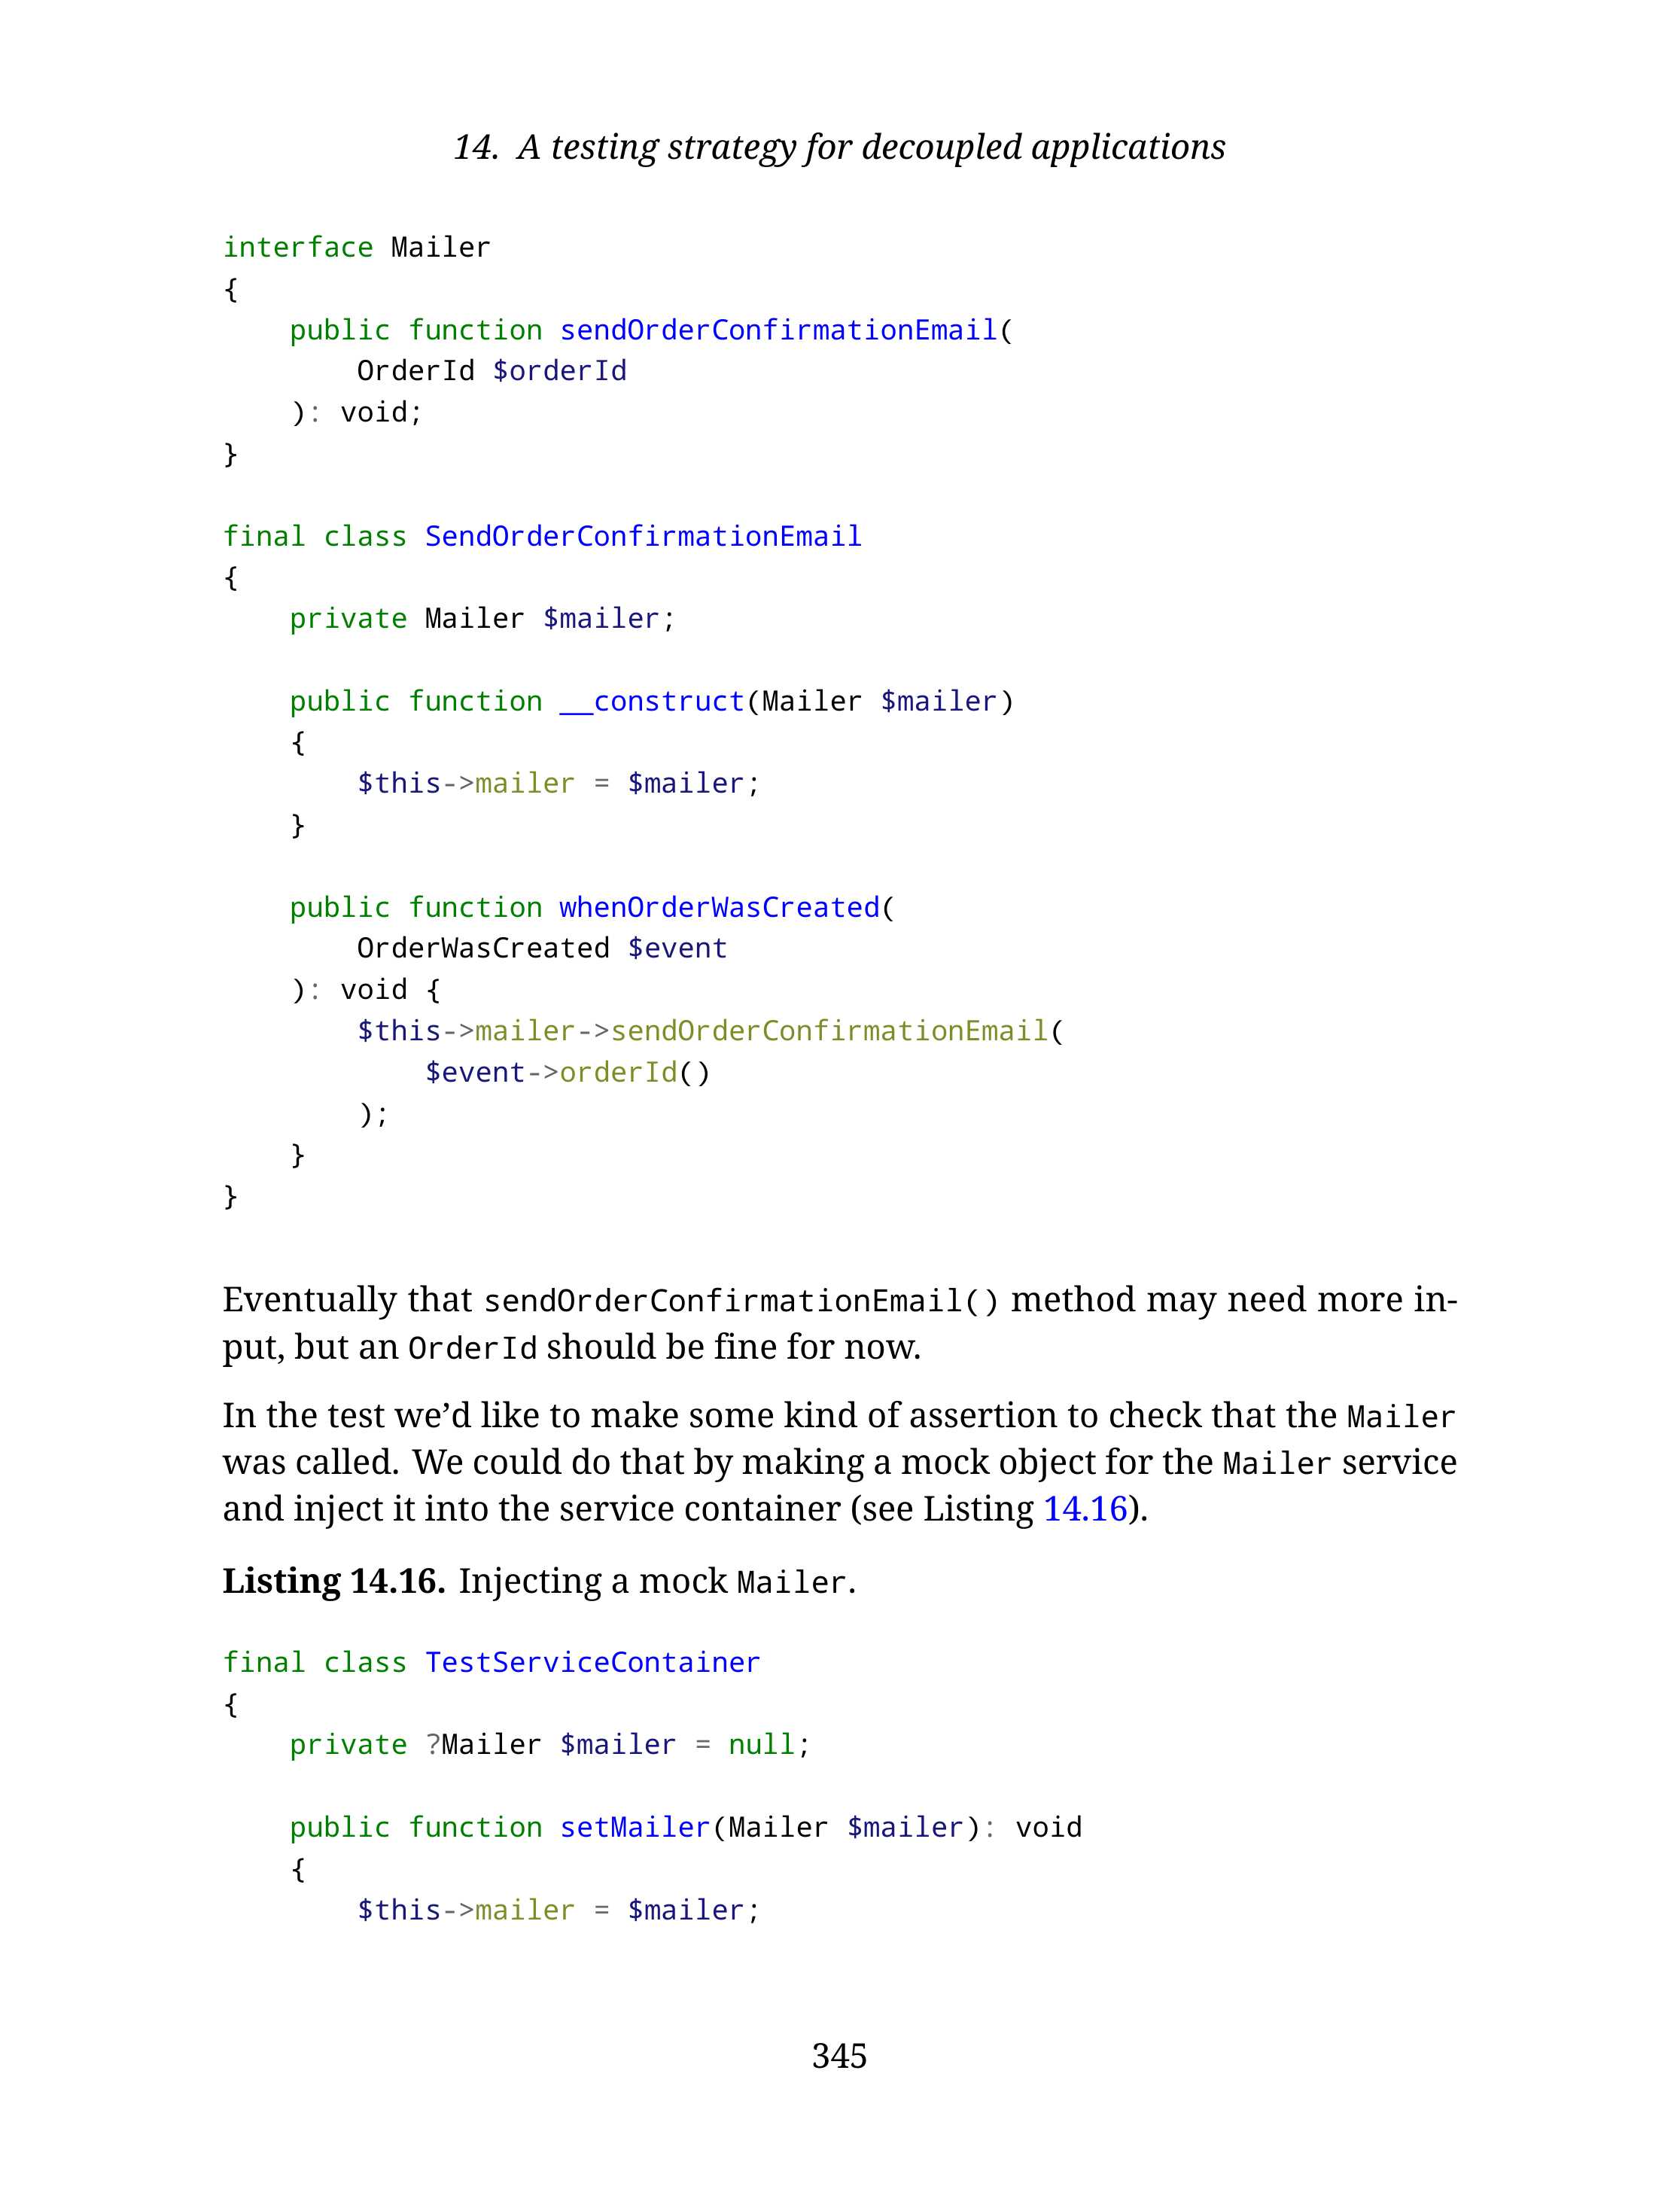 14. A testing strategy for decoupled applications
interface Mailer
{
    public function sendOrderConfirmationEmail(
        OrderId $orderId
    ): void;
}
final class SendOrderConfirmationEmail
{
    private Mailer $mailer;
    public function __construct(Mailer $mailer)
    {
        $this->mailer = $mailer;
    }
    public function whenOrderWasCreated(
        OrderWasCreated $event
    ): void {
        $this->mailer->sendOrderConfirmationEmail(
            $event->orderId()
        );
    }
}
Eventually that sendOrderConfirmationEmail() method may need more in-
put, but an OrderId should be fine for now.
In the test we’d like to make some kind of assertion to check that the Mailer
was called. We could do that by making a mock object for the Mailer service
and inject it into the service container (see Listing 14.16).
Listing 14.16. Injecting a mock Mailer.
final class TestServiceContainer
{
    private ?Mailer $mailer = null;
    public function setMailer(Mailer $mailer): void
    {
        $this->mailer = $mailer;
345